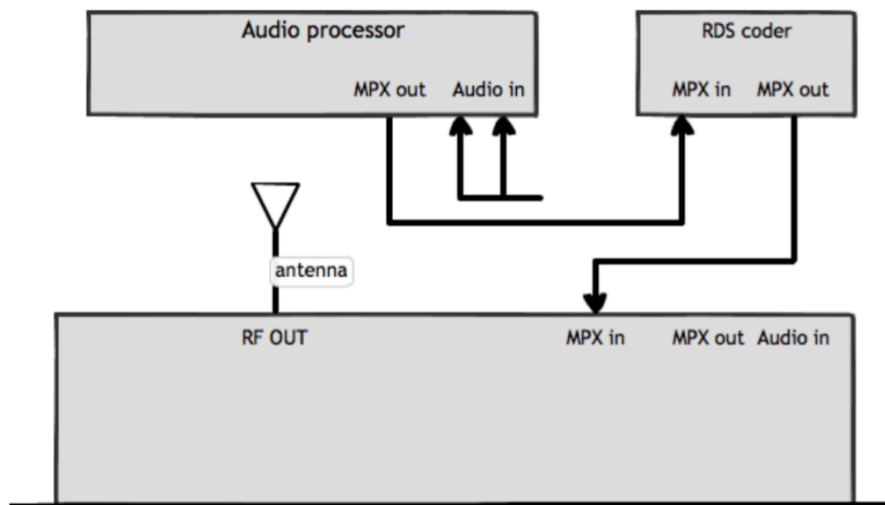 Audio processor
RDS coder
MPX out
Audio in
MPX in
MPX out
antenna
RF OUT
MPX in
MPX out
Audio in